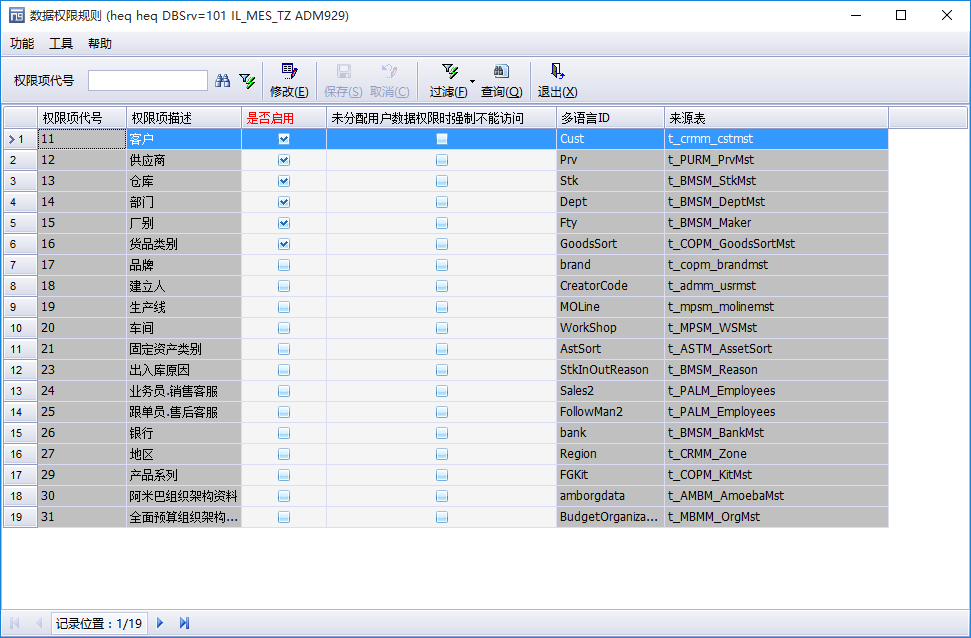 数据权限规则 (heq heq DBSrv=101 IL_MES_TZ ADM929)
功能 工具 帮助
权限项代号 修改(E) 保存(S) 取消(C) 过滤(F) 查询(Q) 退出(X)
权限项代号 权限项描述 是否启用 未分配用户数据权限时强制不能访问 多语言ID 来源表
1 11 客户 Cust t_crmm_cstmst
2 12 供应商 Prv t_PURM_PrvMst
3 13 仓库 Stk t_BMSM_StkMst
4 14 部门 Dept t_BMSM_DeptMst
5 15 厂别 Fty t_BMSM_Maker
6 16 货品类别 GoodsSort t_COPM_GoodsSortMst
7 17 品牌 brand t_copm_brandmst
8 18 建立人 CreatorCode t_admm_usrmst
9 19 生产线 MOLine t_mpsm_molinemst
10 20 车间 WorkShop t_MPSM_WSMst
11 21 固定资产类别 AstSort t_ASTM_AssetSort
12 23 出入库原因 StkInOutReason t_BMSM_Reason
13 24 业务员.销售客服 Sales2 t_PALM_Employees
14 25 跟单员.售后客服 FollowMan2 t_PALM_Employees
15 26 银行 bank t_BMSM_BankMst
16 27 地区 Region t_CRMM_Zone
17 29 产品系列 FGKit t_COPM_KitMst
18 30 阿米巴组织架构资料 amborgdata t_AMBM_AmoebaMst
19 31 全面预算组织架构... BudgetOrganiza... t_MBMM_OrgMst
记录位置：1/19